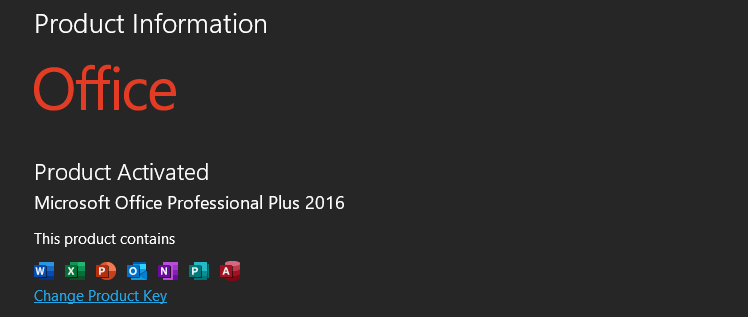 Product Information
Office
Product Activated
Microsoft Office Professional Plus 2016
This product contains
W X P O N P A
Change Product Key